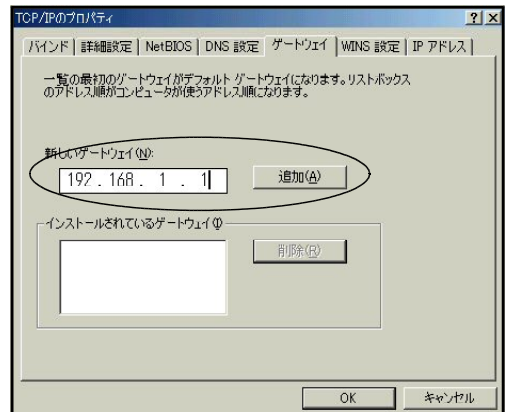 TCP/IPのプロパティ
バインド 詳細設定 NetBIOS DNS 設定 ゲートウェイ WINS 設定 IP アドレス
一覧の最初のゲートウェイがデフォルト ゲートウェイになります。リストボックス
のアドレス順がコンピュータが使うアドレス順になります。
新しいゲートウェイ(N):
192 . 168 . 1 . 1 追加(A)
インストールされているゲートウェイ(I)
削除(R)
OK キャンセル